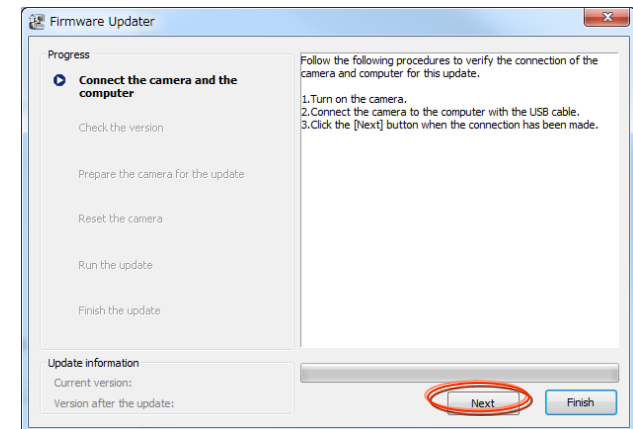 Firmware Updater
Progress
Connect the camera and the
computer
Check the version
Prepare the camera for the update
Reset the camera
Run the update
Finish the update
Follow the following procedures to verify the connection of the
camera and computer for this update.
1.Turn on the camera.
2.Connect the camera to the computer with the USB cable.
3.Click the [Next] button when the connection has been made.
Update information
Current version:
Version after the update:
Next
Finish